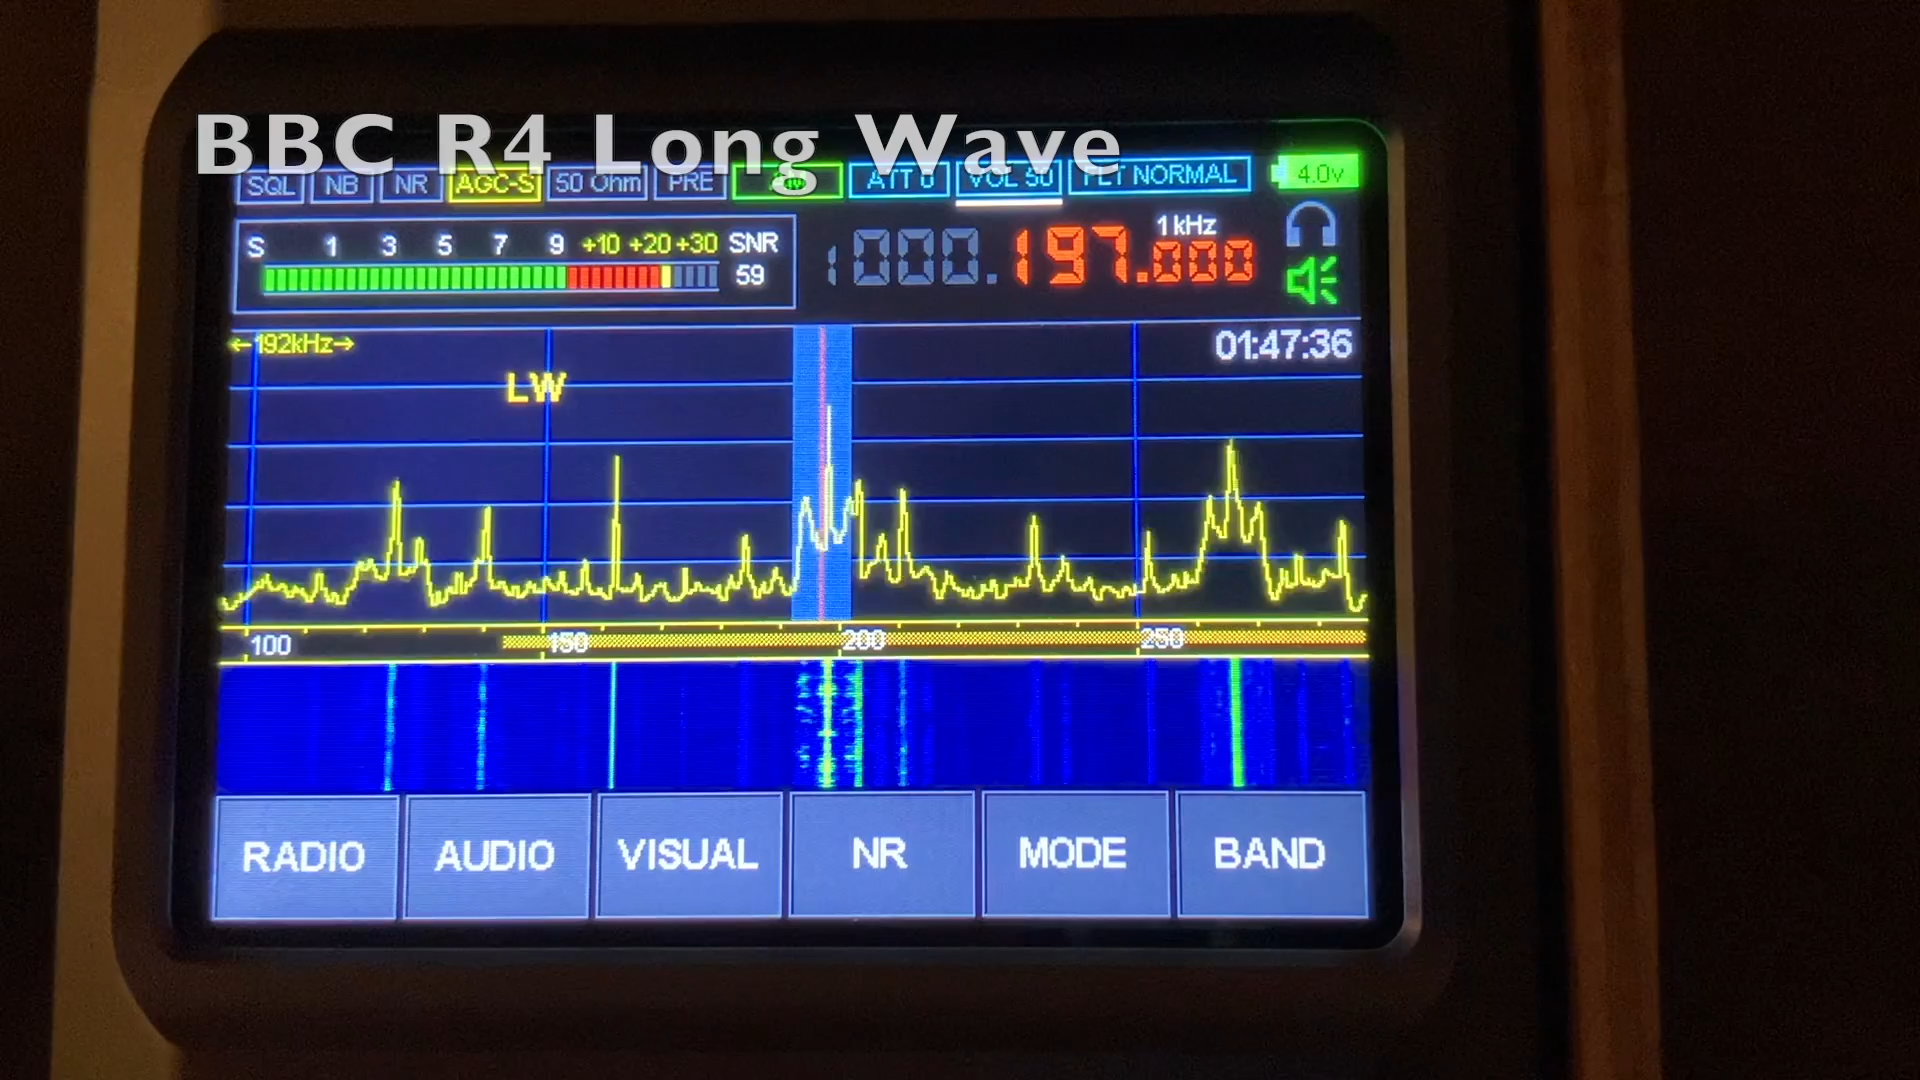 BBC R4 Long Wave
SQL NB NR AGC-S 50 Ohm PRE ATT 0 VOL 50 FLT NORMAL 4.0v
S 1 3 5 7 9 +10 +20 +30 SNR
59
1000.197.000
1 kHz
←192kHz→
01:47:36
LW
100 150 200 250
RADIO AUDIO VISUAL NR MODE BAND